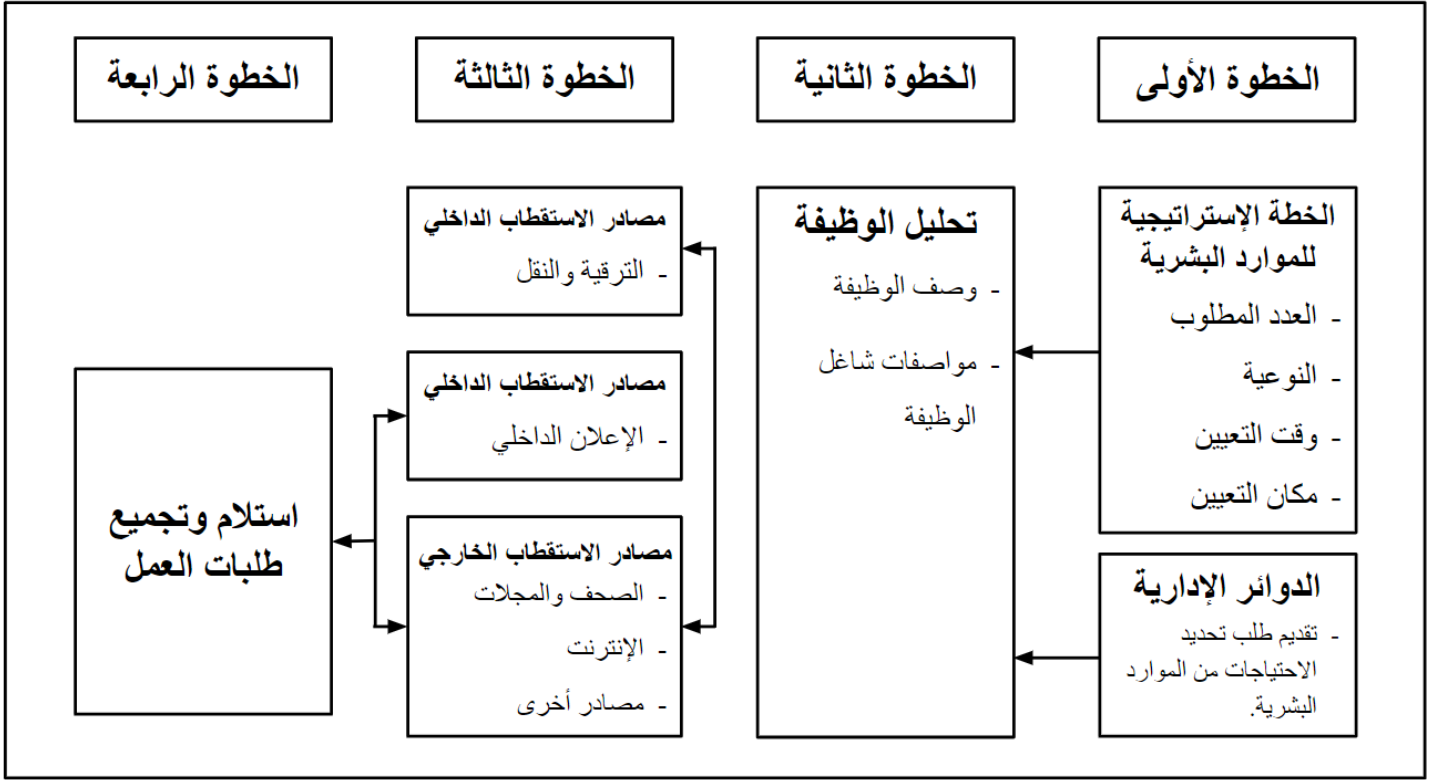 الخطوة الأولى
الخطوة الثانية
الخطوة الثالثة
الخطوة الرابعة
الخطة الإستراتيجية
للموارد البشرية
- العدد المطلوب
- النوعية
- وقت التعيين
- مكان التعيين
الدوائر الإدارية
- تقديم طلب تحديد
الاحتياجات من الموارد
البشرية.
تحليل الوظيفة
- وصف الوظيفة
- مواصفات شاغل
الوظيفة
مصادر الاستقطاب الداخلي
- الترقية والنقل
مصادر الاستقطاب الداخلي
- الإعلان الداخلي
مصادر الاستقطاب الخارجي
- الصحف والمجلات
- الإنترنت
- مصادر أخرى
استلام وتجميع
طلبات العمل